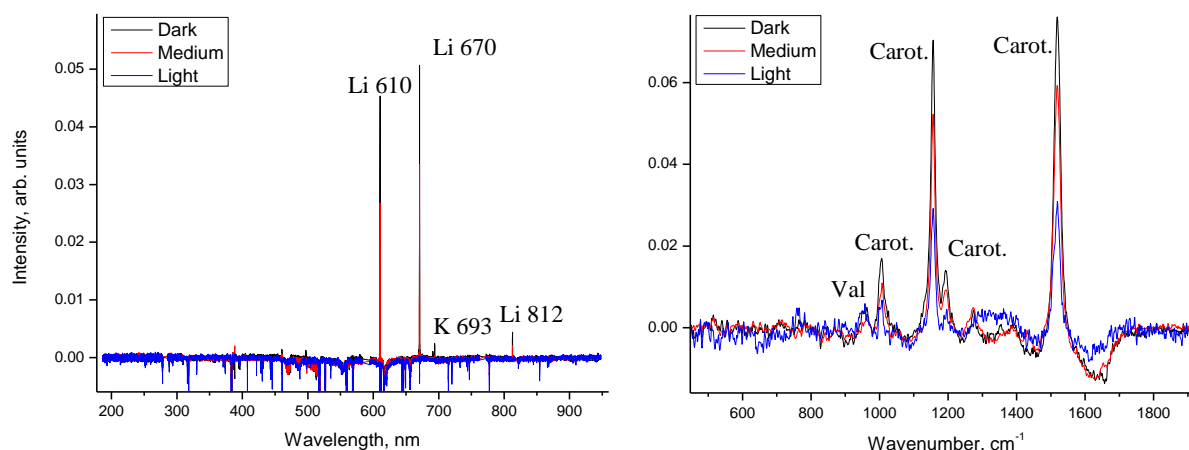 Dark
Medium
Light
Li 670
Li 610
K 693
Li 812
0.05
0.04
0.03
0.02
0.01
0.00
Intensity, arb. units
200 300 400 500 600 700 800 900
Wavelength, nm
Dark
Medium
Light
Carot.
Carot.
Carot.
Carot.
Val
0.06
0.04
0.02
0.00
600 800 1000 1200 1400 1600 1800
Wavenumber, cm⁻¹